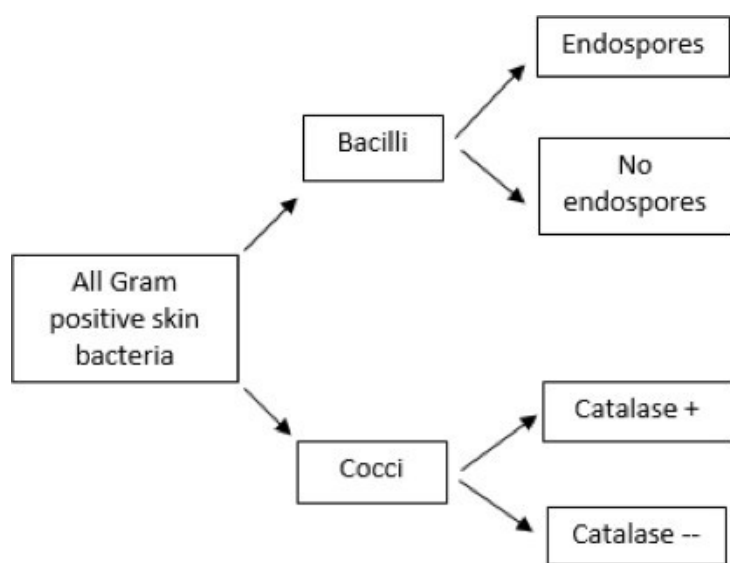 Endospores
Bacilli
No
endospores
All Gram
positive skin
bacteria
Catalase +
Cocci
Catalase --